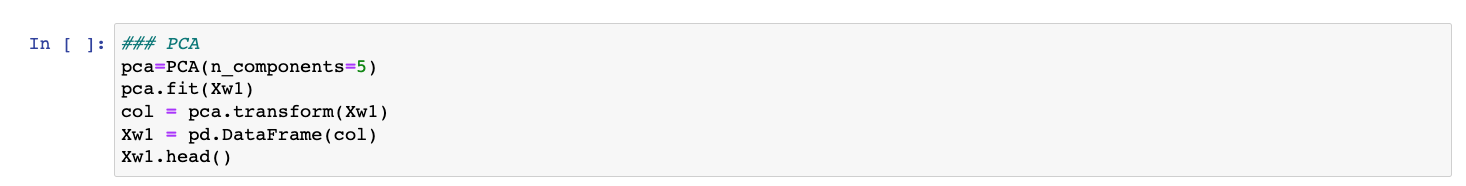 In [ ]: ### PCA
pca=PCA(n_components=5)
pca.fit(Xw1)
col = pca.transform(Xw1)
Xw1 = pd.DataFrame(col)
Xw1.head()